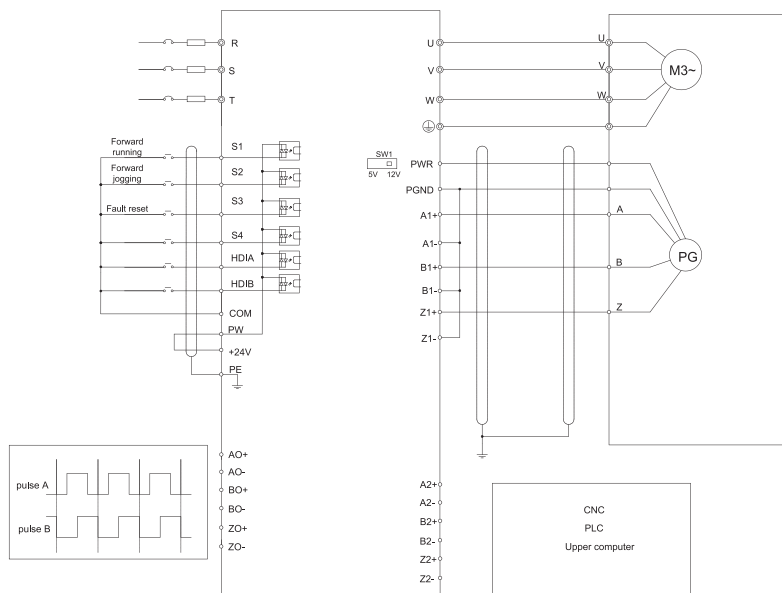 R
S
T
Forward
running
Forward
jogging
Fault reset
S1
S2
S3
S4
HDIA
HDIB
COM
PW
+24V
PE
SW1
5V 12V
U
V
W
PWR
PGND
A1+
A1-
B1+
B1-
Z1+
Z1-
U
V
W
M3~
A
B
Z
PG
pulse A
pulse B
AO+
AO-
BO+
BO-
ZO+
ZO-
A2+
A2-
B2+
B2-
Z2+
Z2-
CNC
PLC
Upper computer